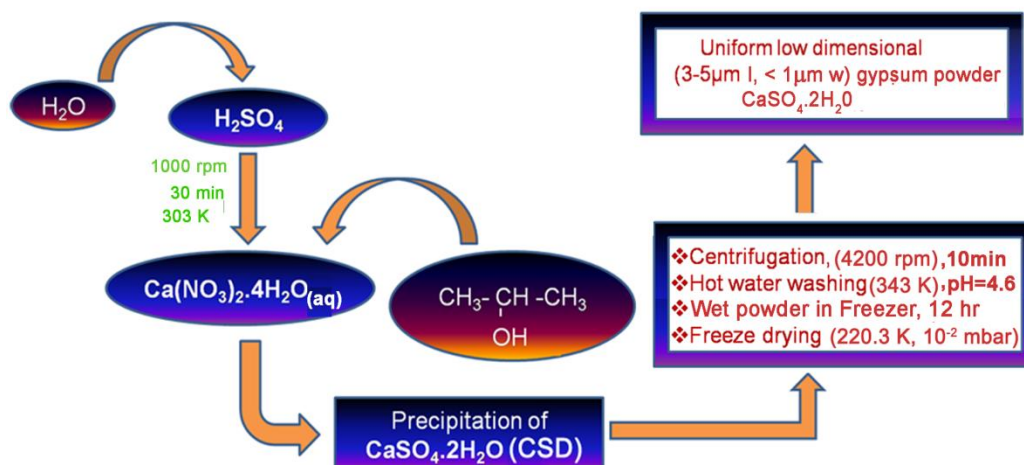 H₂O
H₂SO₄
1000 rpm
30 min
303 K
Ca(NO₃)₂.4H₂O(aq)
CH₃- CH -CH₃
OH
Precipitation of
CaSO₄.2H₂O (CSD)
❖Centrifugation, (4200 rpm),10min
❖Hot water washing(343 K),pH=4.6
❖Wet powder in Freezer, 12 hr
❖Freeze drying (220.3 K, 10⁻² mbar)
Uniform low dimensional
(3-5µm l, < 1µm w) gypsum powder
CaSO₄.2H₂0